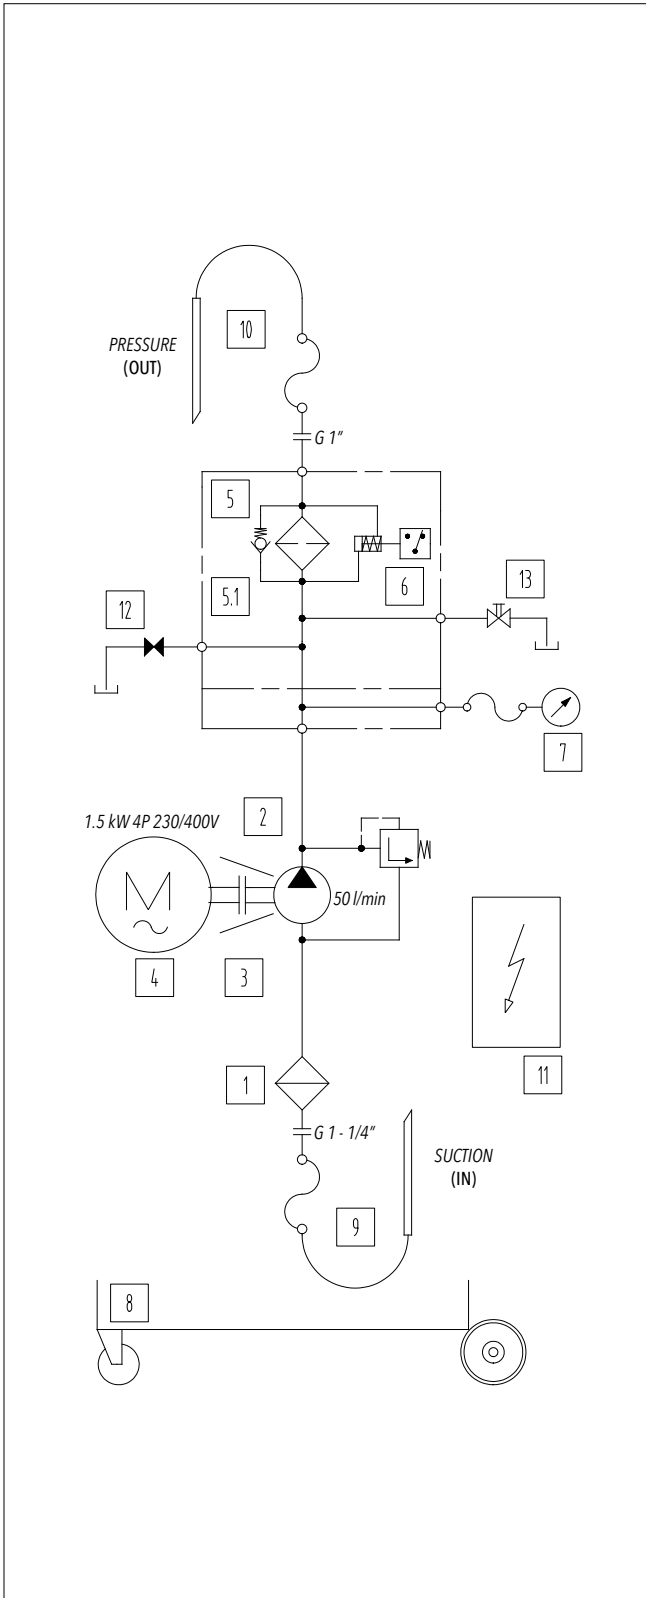 10
PRESSURE
(OUT)
G 1"
5
5.1
6
13
12
7
2
1.5 kW 4P 230/400V
M
50 l/min
4
3
11
1
G 1 - 1/4"
SUCTION
(IN)
9
8